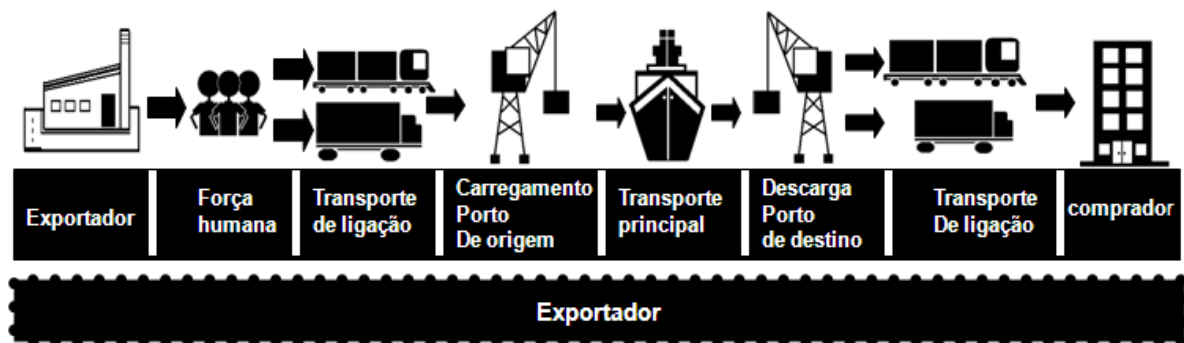 Exportador
Força
humana
Transporte
de ligação
Carregamento
Porto
De origem
Transporte
principal
Descarga
Porto
de destino
Transporte
De ligação
comprador
Exportador